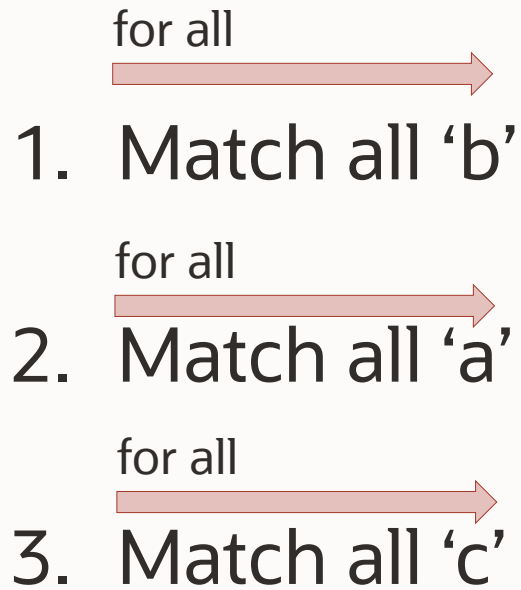 for all
1. Match all ‘b’
for all
2. Match all ‘a’
for all
3. Match all ‘c’